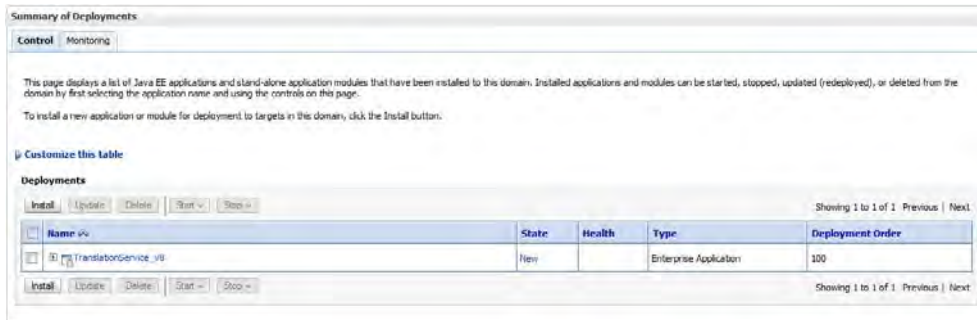 Summary of Deployments
Control Monitoring
This page displays a list of Java EE applications and stand-alone application modules that have been installed to this domain. Installed applications and modules can be started, stopped, updated (redeployed), or deleted from the
domain by first selecting the application name and using the controls on this page.
To install a new application or module for deployment to targets in this domain, click the Install button.
Customize this table
Deployments
Install Update Delete Start Stop Showing 1 to 1 of 1 Previous | Next
Name State Health Type Deployment Order
TranslationService_V8 New Enterprise Application 100
Install Update Delete Start Stop Showing 1 to 1 of 1 Previous | Next